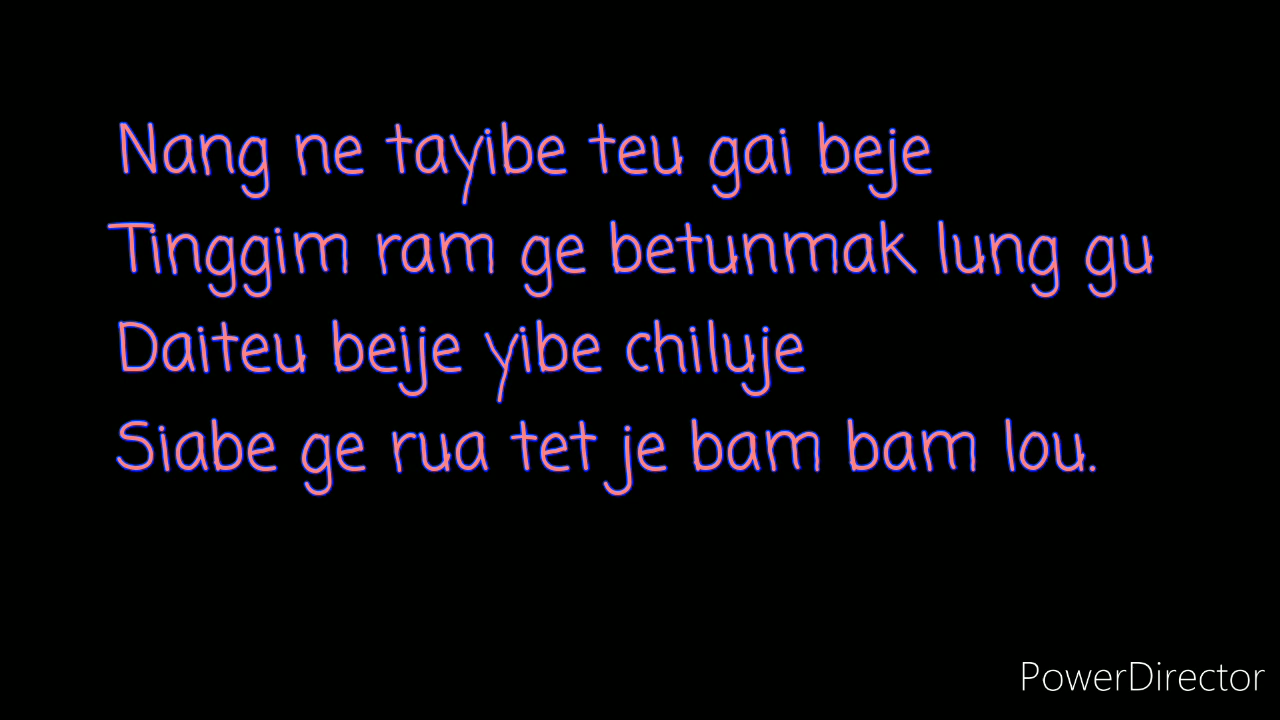 Nang ne tayibe teu gai beje
Tinggim ram ge betunmak lung gu
Daiteu beije yibe chiluje
Siabe ge rua tet je bam bam lou.
PowerDirector